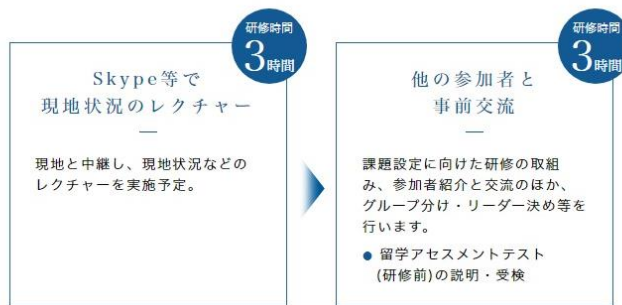 研修時間
3時間
Skype等で
現地状況のレクチャー
現地と中継し、現地状況などの
レクチャーを実施予定。
研修時間
3時間
他の参加者と
事前交流
課題設定に向けた研修の取組
み、参加者紹介と交流のほか、
グループ分け・リーダー決め等を
行います。
● 留学アセスメントテスト
(研修前)の説明・受検